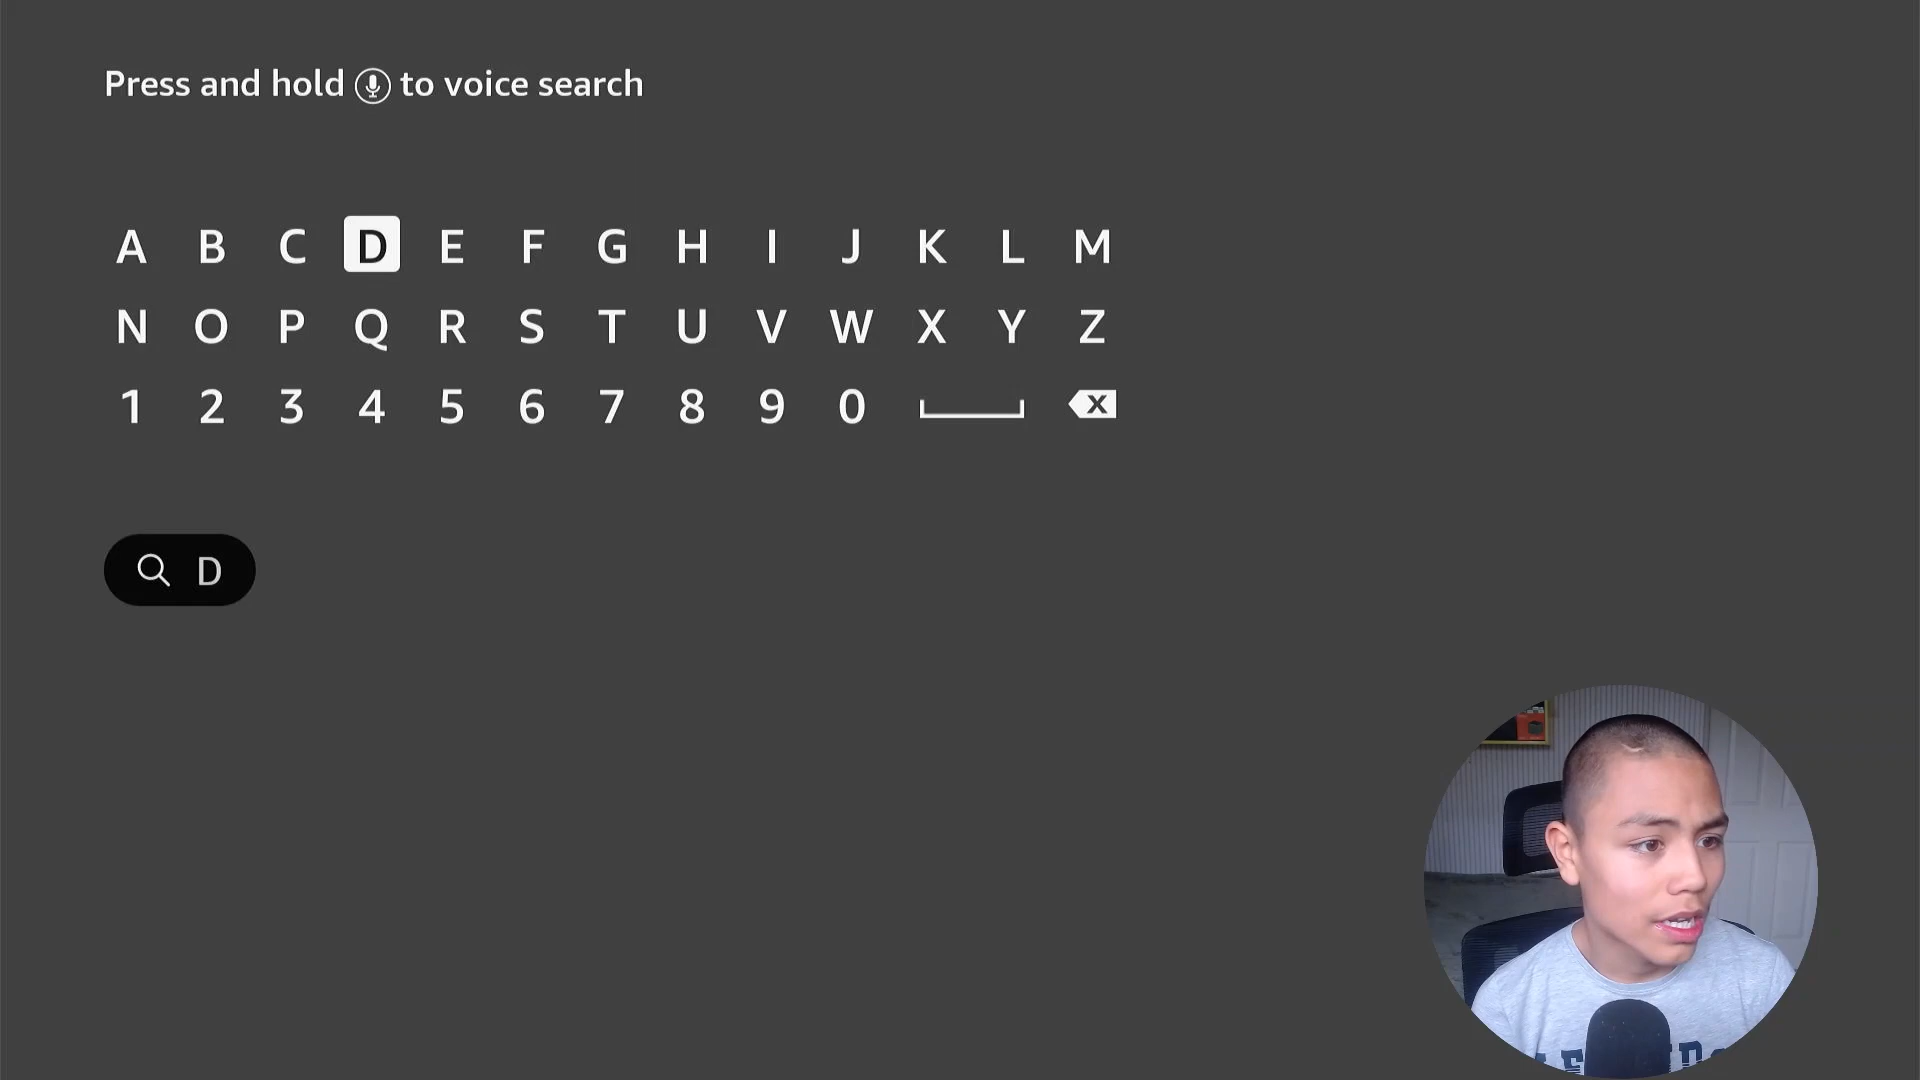 Press and hold to voice search
A B C D E F G H I J K L M
N O P Q R S T U V W X Y Z
1 2 3 4 5 6 7 8 9 0
D